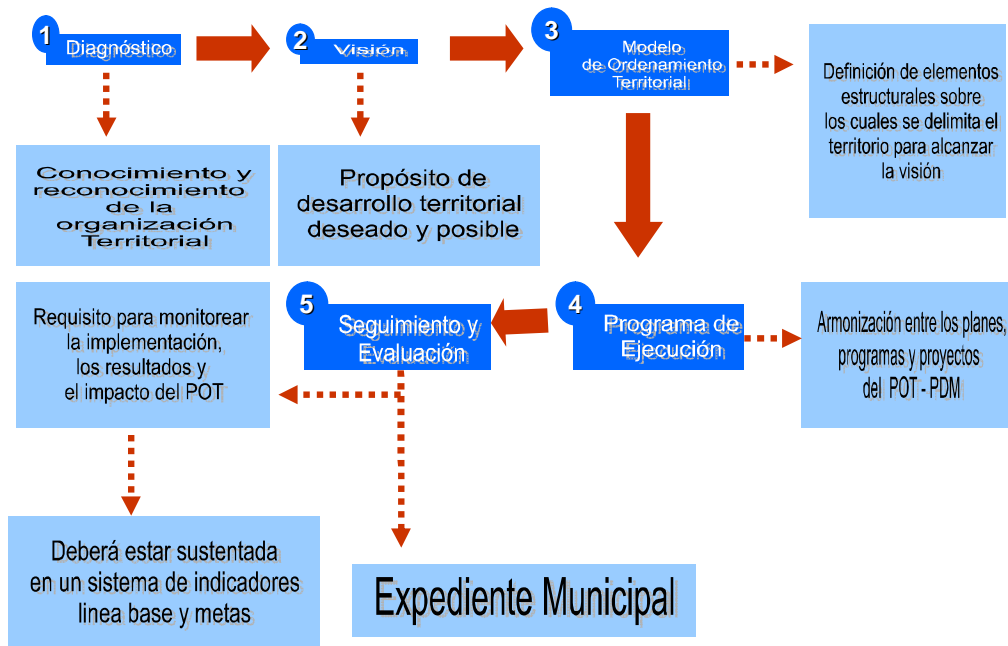 1
Diagnóstico
2
Visión
3
Modelo
de Ordenamiento
Territorial
Definición de elementos
estructurales sobre
los cuales se delimita el
territorio para alcanzar
la visión
Conocimiento y
reconocimiento
de la
organización
Territorial
Propósito de
desarrollo territorial
deseado y posible
Requisito para monitorear
la implementación,
los resultados y
el impacto del POT
5
Seguimiento y
Evaluación
4
Programa de
Ejecución
Armonización entre los planes,
programas y proyectos
del POT - PDM
Deberá estar sustentada
en un sistema de indicadores
linea base y metas
Expediente Municipal